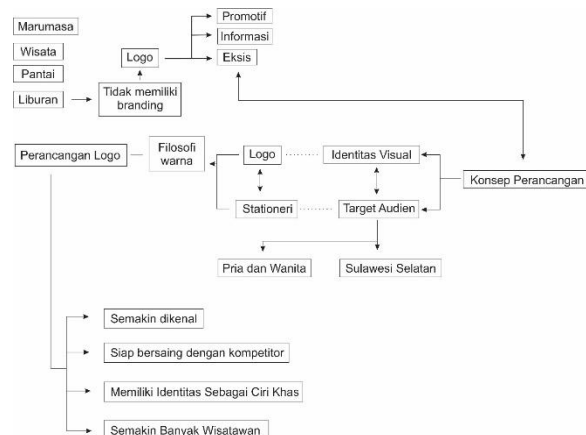 Marumasa
Wisata
Pantai
Liburan
Tidak memiliki
branding
Logo
Promotif
Informasi
Eksis
Perancangan Logo
Filosofi
warna
Logo
Identitas Visual
Stationeri
Target Audien
Konsep Perancangan
Pria dan Wanita
Sulawesi Selatan
Semakin dikenal
Siap bersaing dengan kompetitor
Memiliki Identitas Sebagai Ciri Khas
Semakin Banyak Wisatawan